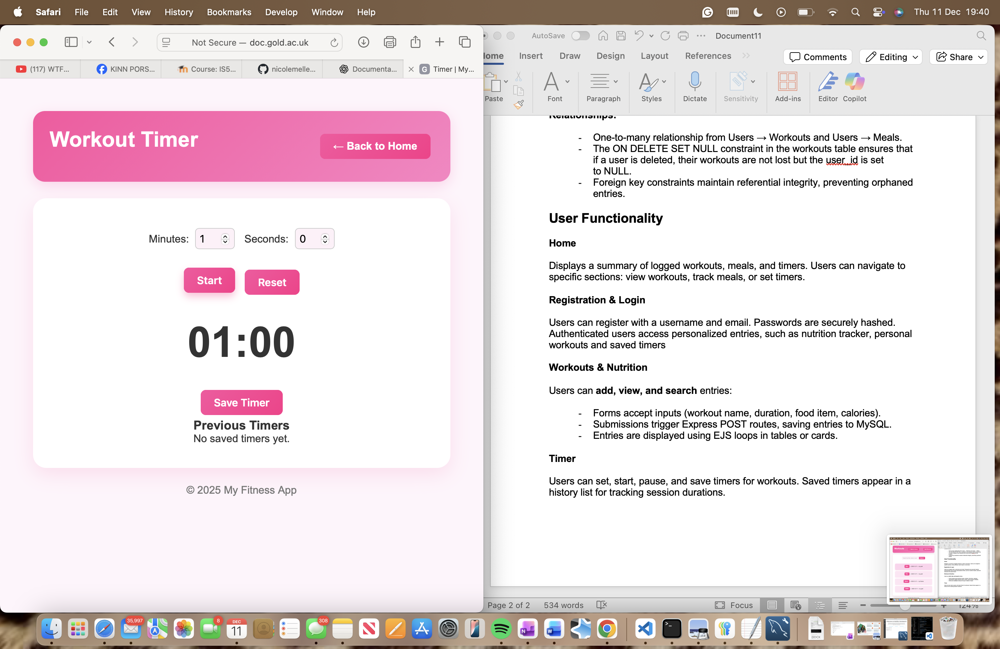 Safari File Edit View History Bookmarks Develop Window Help Thu 11 Dec 19:40
Not Secure — doc.gold.ac.uk
(117) WTF... KINN PORS... Course: IS5... nicolemelle... Documenta... Timer | My...
Workout Timer
← Back to Home
Minutes: 1 Seconds: 0
Start Reset
01:00
Save Timer
Previous Timers
No saved timers yet.
© 2025 My Fitness App
AutoSave Document11
Home Insert Draw Design Layout References Comments Editing Share
Paste Font Paragraph Styles Dictate Sensitivity Add-ins Editor Copilot
Relationships:
- One-to-many relationship from Users → Workouts and Users → Meals.
- The ON DELETE SET NULL constraint in the workouts table ensures that
if a user is deleted, their workouts are not lost but the user_id is set
to NULL.
- Foreign key constraints maintain referential integrity, preventing orphaned
entries.
User Functionality
Home
Displays a summary of logged workouts, meals, and timers. Users can navigate to
specific sections: view workouts, track meals, or set timers.
Registration & Login
Users can register with a username and email. Passwords are securely hashed.
Authenticated users access personalized entries, such as nutrition tracker, personal
workouts and saved timers
Workouts & Nutrition
Users can add, view, and search entries:
- Forms accept inputs (workout name, duration, food item, calories).
- Submissions trigger Express POST routes, saving entries to MySQL.
- Entries are displayed using EJS loops in tables or cards.
Timer
Users can set, start, pause, and save timers for workouts. Saved timers appear in a
history list for tracking session durations.
Workouts
Page 2 of 2 534 words Focus 124%
35,997 8 DEC 11 308 DOCX